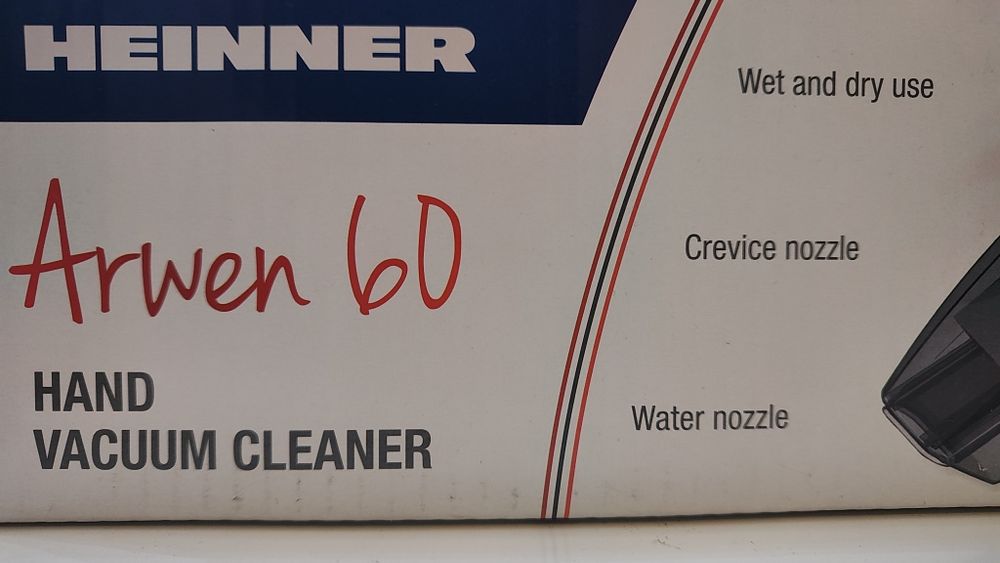 HEINNER
Arwen 60
HAND
VACUUM CLEANER
Wet and dry use
Crevice nozzle
Water nozzle